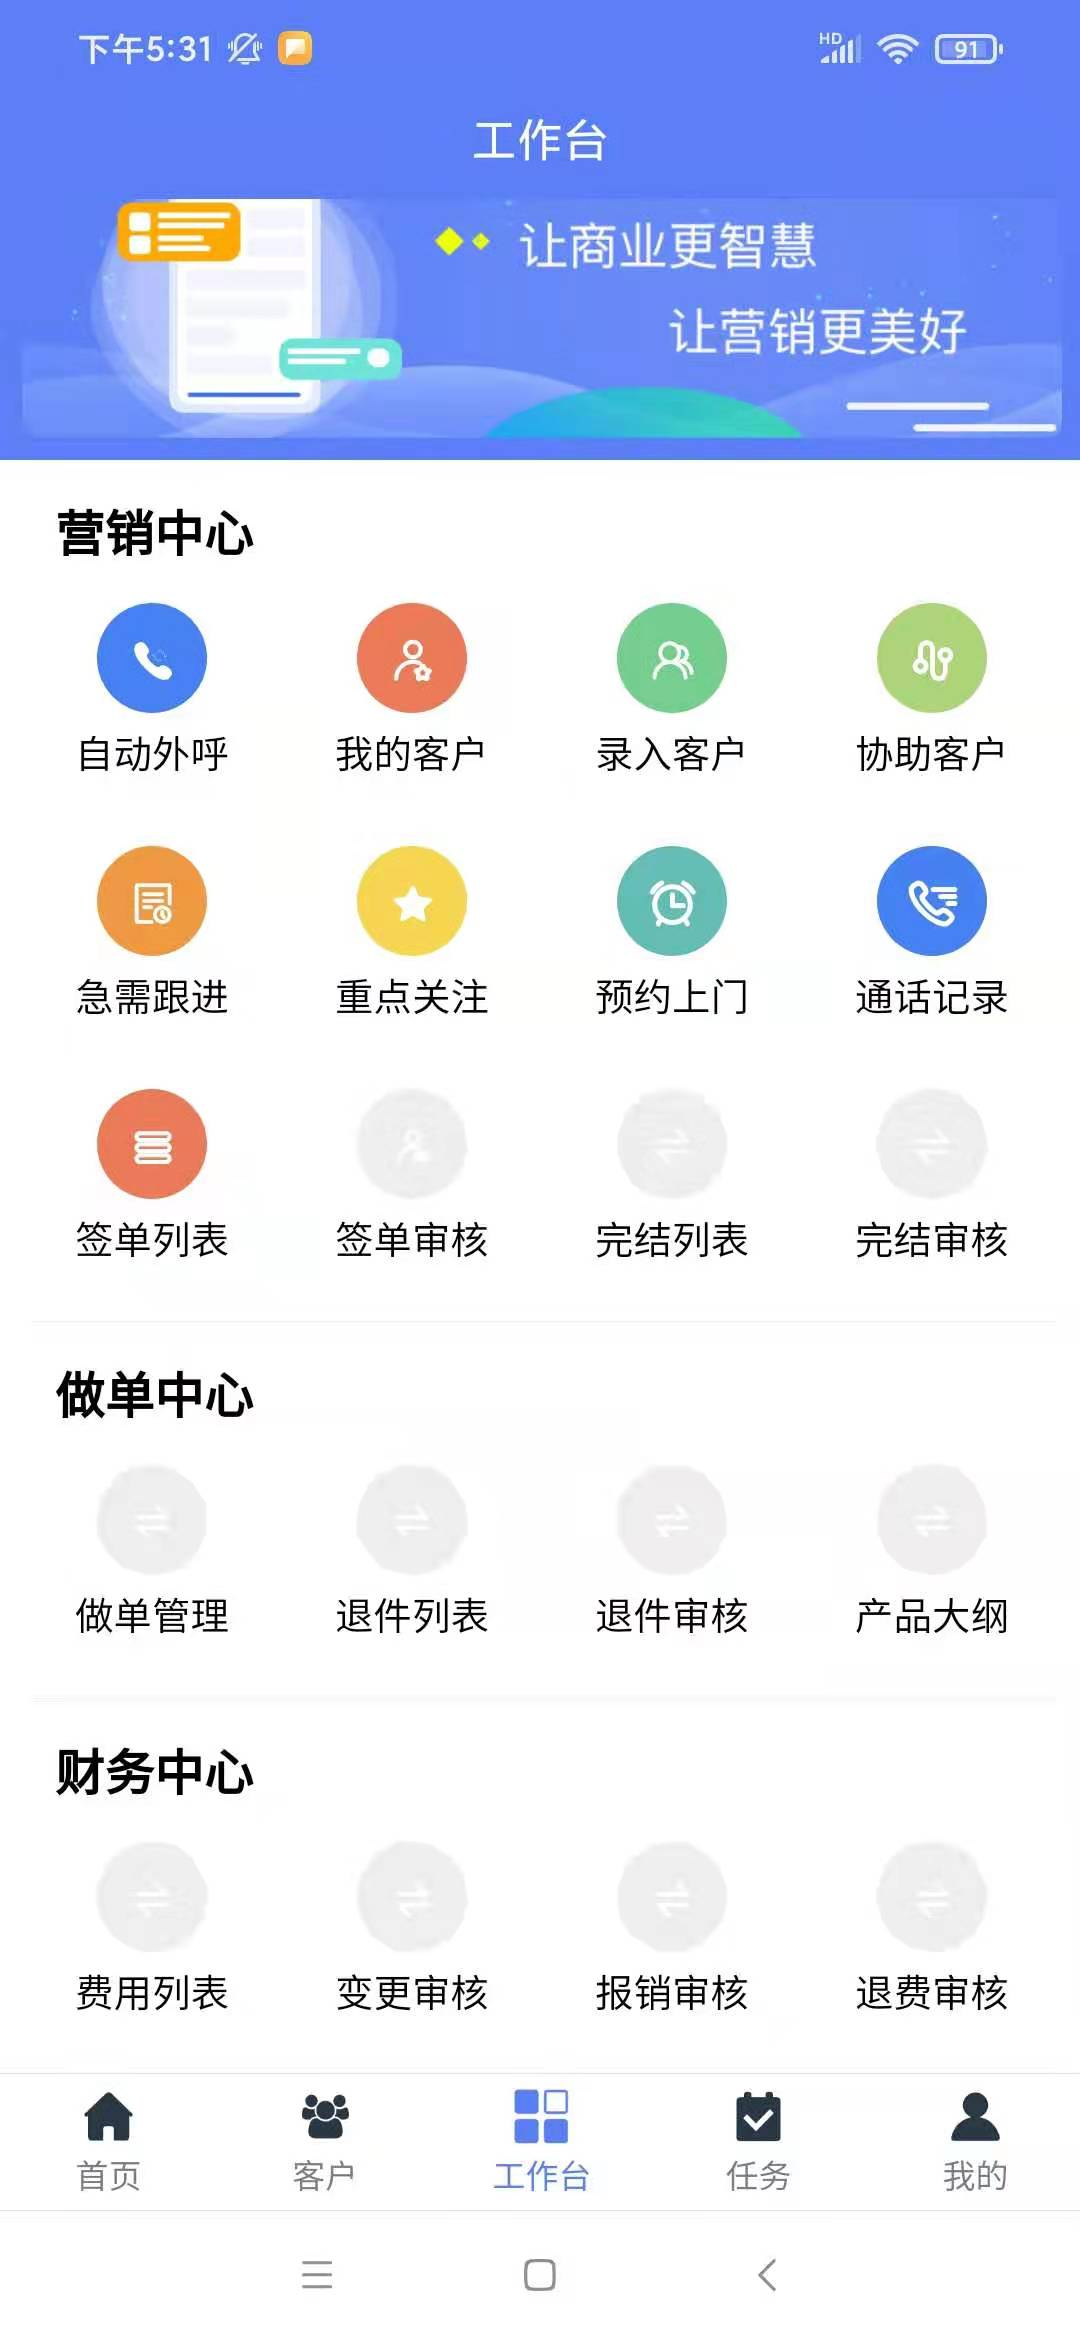 下午5:31
HD
91
工作台
让商业更智慧
让营销更美好
营销中心
自动外呼 我的客户 录入客户 协助客户
急需跟进 重点关注 预约上门 通话记录
签单列表 签单审核 完结列表 完结审核
做单中心
做单管理 退件列表 退件审核 产品大纲
财务中心
费用列表 变更审核 报销审核 退费审核
首页 客户 工作台 任务 我的